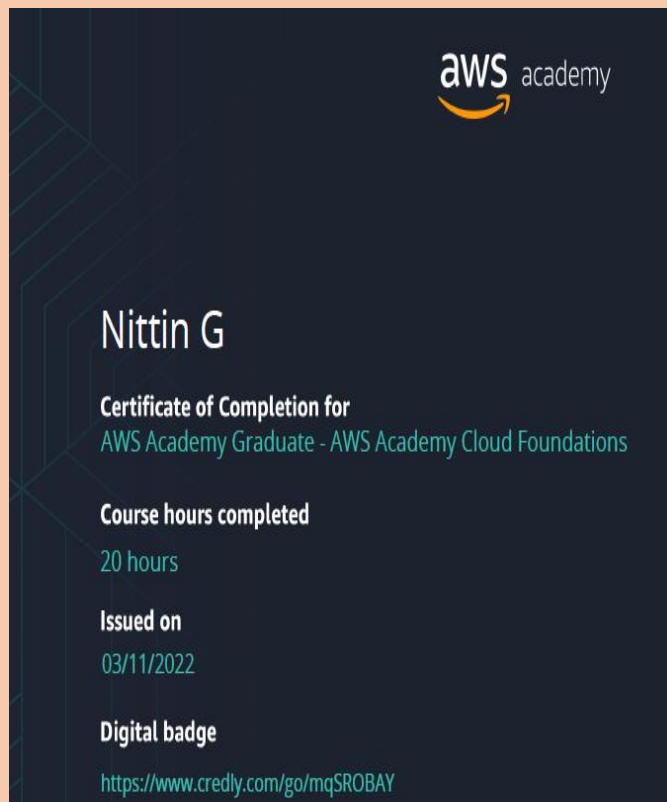 aws academy
Nittin G
Certificate of Completion for
AWS Academy Graduate - AWS Academy Cloud Foundations
Course hours completed
20 hours
Issued on
03/11/2022
Digital badge
https://www.credly.com/go/mqSROBAY